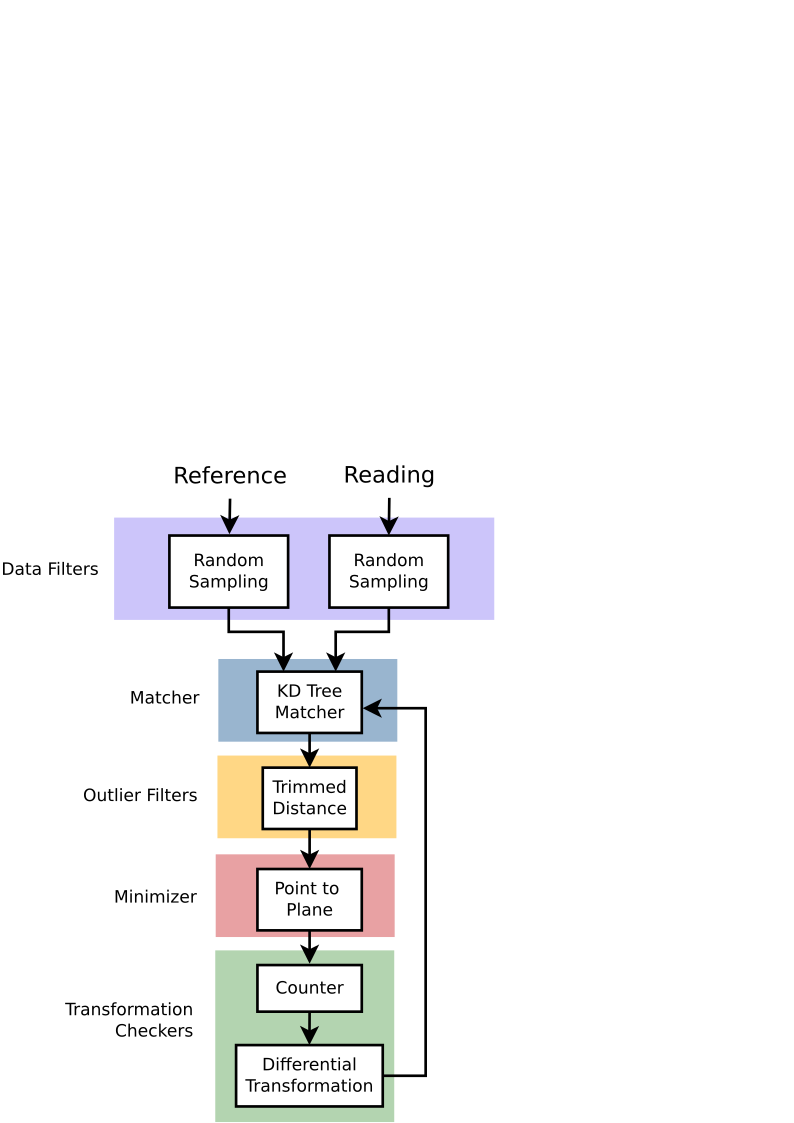 Reference
Reading
Data Filters
Random
Sampling
Random
Sampling
Matcher
KD Tree
Matcher
Outlier Filters
Trimmed
Distance
Minimizer
Point to
Plane
Transformation
Checkers
Counter
Differential
Transformation